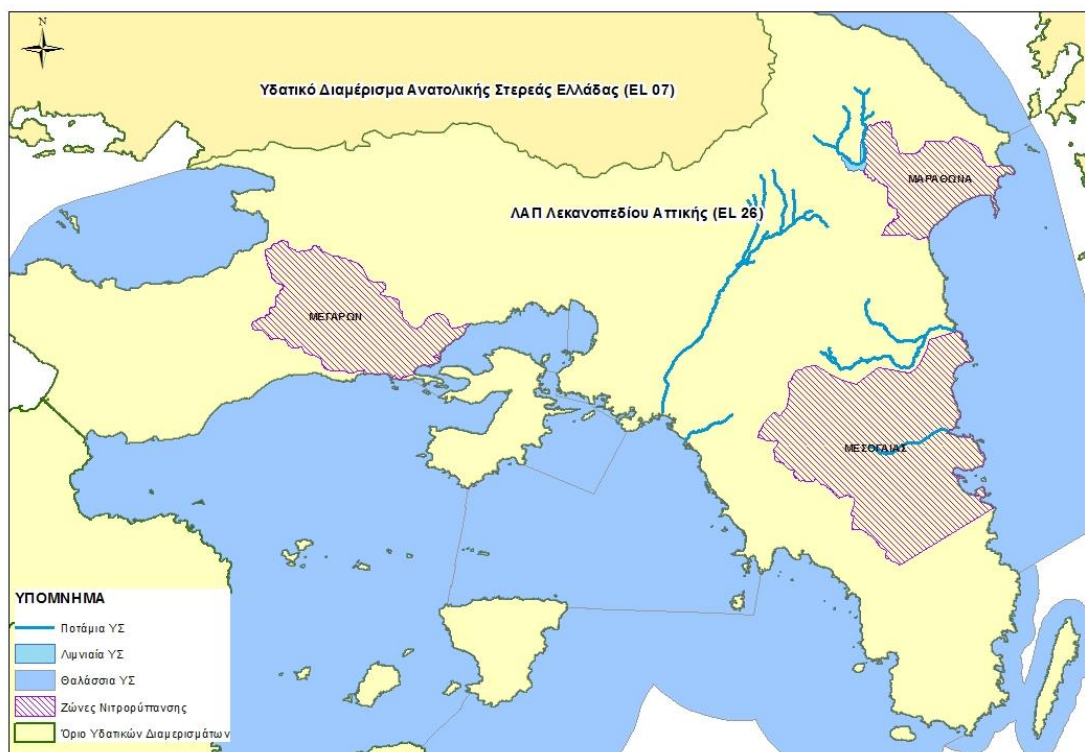 N
Υδατικό Διαμέρισμα Ανατολικής Στερεάς Ελλάδας (EL 07)
ΜΑΡΑΘΩΝΑ
ΛΑΠ Λεκανοπεδίου Αττικής (EL 26)
ΜΕΓΑΡΩΝ
ΜΕΣΟΓΑΙΑΣ
ΥΠΟΜΝΗΜΑ
Ποτάμια ΥΣ
Λιμνιαία ΥΣ
Θαλάσσια ΥΣ
Ζώνες Νιτρορύπανσης
Όριο Υδατικών Διαμερισμάτων